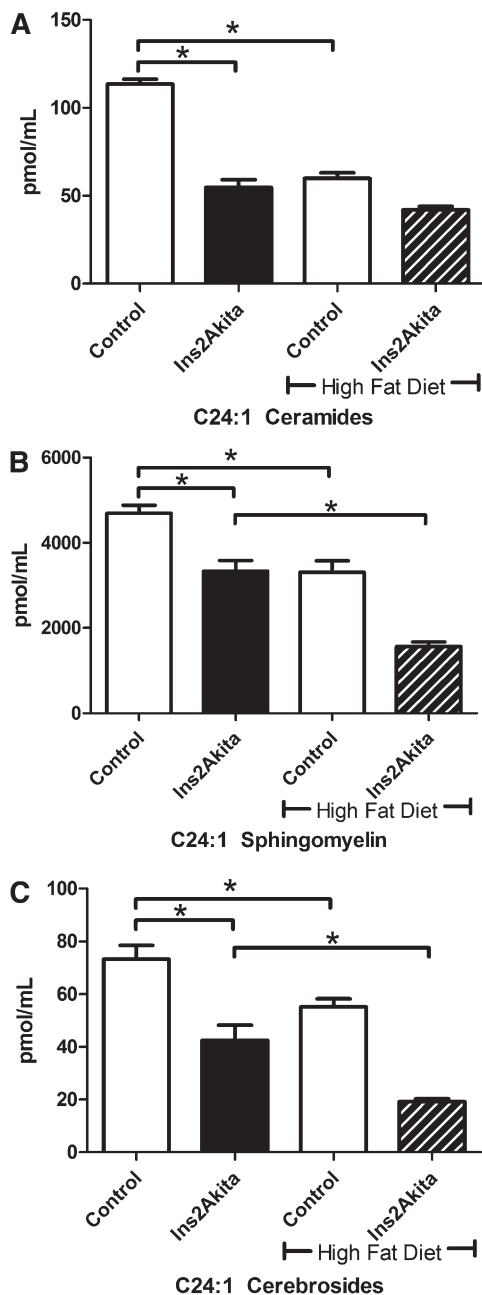 A
150
100
50
0
pmol/mL
*
*
Control
Ins2Akita
Control
Ins2Akita
High Fat Diet
C24:1 Ceramides
B
6000
4000
2000
0
pmol/mL
*
*
*
Control
Ins2Akita
Control
Ins2Akita
High Fat Diet
C24:1 Sphingomyelin
C
100
80
60
40
20
0
pmol/mL
*
*
*
Control
Ins2Akita
Control
Ins2Akita
High Fat Diet
C24:1 Cerebrosides